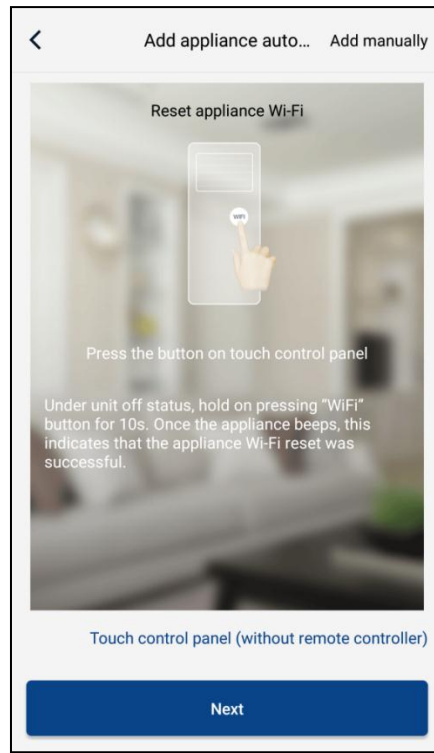 Add appliance auto... Add manually
Reset appliance Wi-Fi
WiFi
Press the button on touch control panel
Under unit off status, hold on pressing "WiFi"
button for 10s. Once the appliance beeps, this
indicates that the appliance Wi-Fi reset was
successful.
Touch control panel (without remote controller)
Next